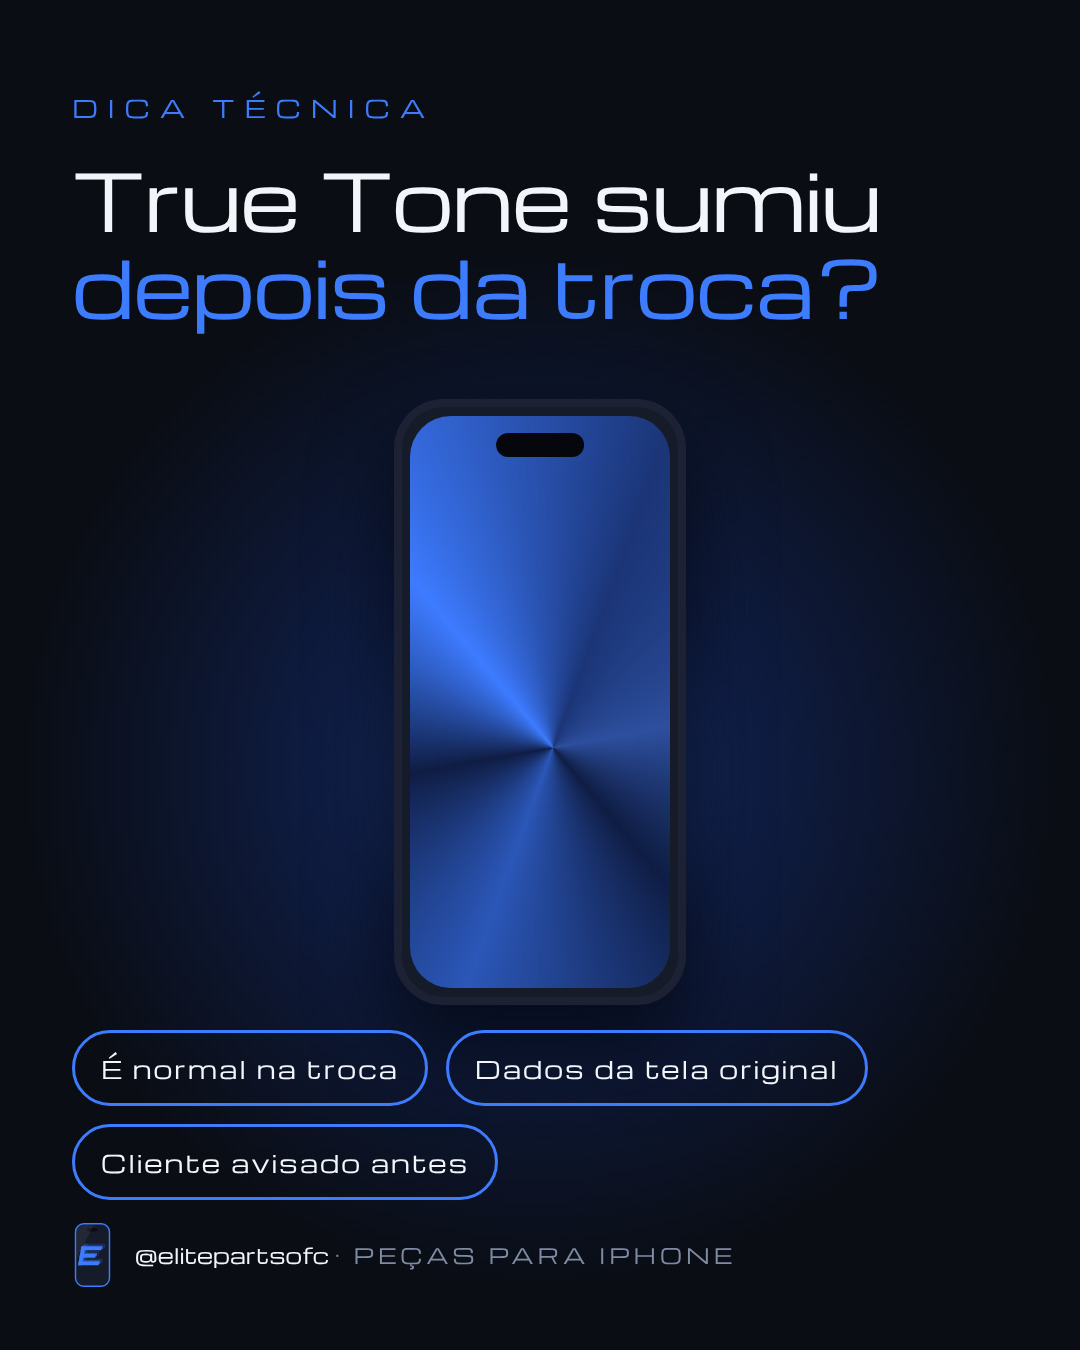 DICA TÉCNICA
True Tone sumiu
depois da troca?
É normal na troca
Dados da tela original
Cliente avisado antes
E
@elitepartsofc · PEÇAS PARA IPHONE